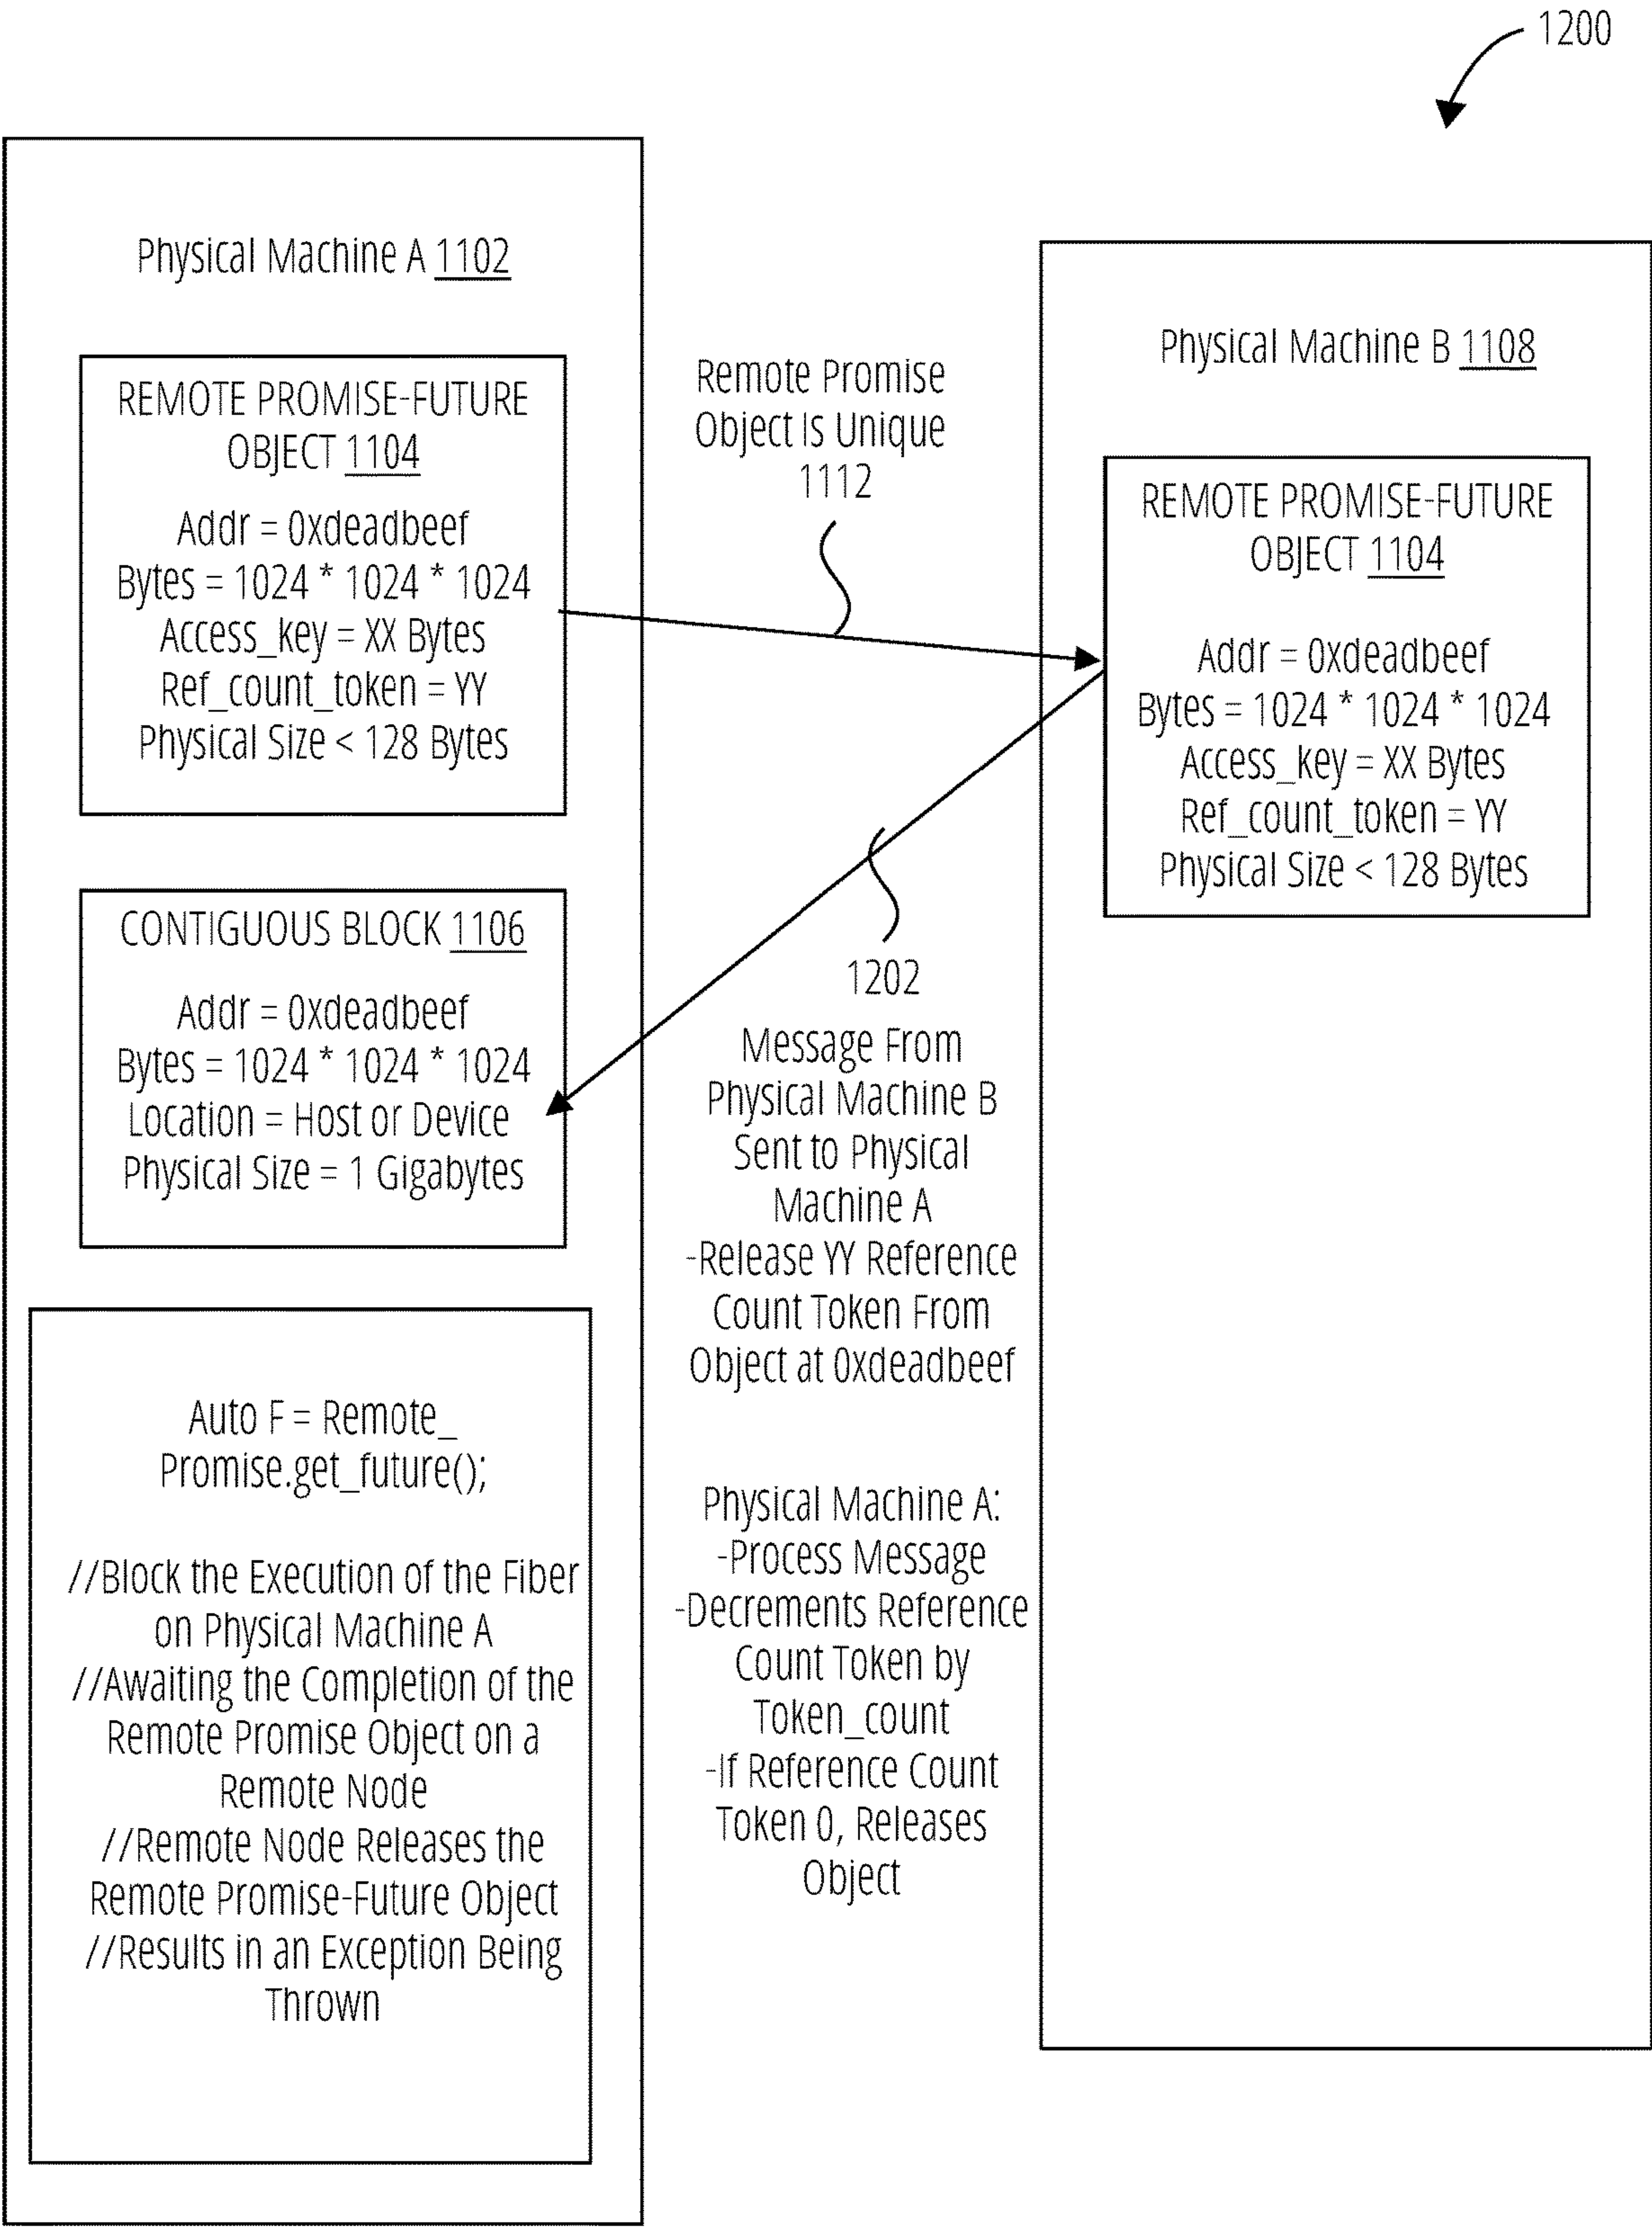 1200
Physical Machine A 1102
REMOTE PROMISE-FUTURE
OBJECT 1104
Addr = 0xdeadbeef
Bytes = 1024 * 1024 * 1024
Access_key = XX Bytes
Ref_count_token = YY
Physical Size < 128 Bytes
CONTIGUOUS BLOCK 1106
Addr = 0xdeadbeef
Bytes = 1024 * 1024 * 1024
Location = Host or Device
Physical Size = 1 Gigabytes
Auto F = Remote_
Promise.get_future();
//Block the Execution of the Fiber
on Physical Machine A
//Awaiting the Completion of the
Remote Promise Object on a
Remote Node
//Remote Node Releases the
Remote Promise-Future Object
//Results in an Exception Being
Thrown
Remote Promise
Object Is Unique
1112
1202
Message From
Physical Machine B
Sent to Physical
Machine A
-Release YY Reference
Count Token From
Object at 0xdeadbeef
Physical Machine A:
-Process Message
-Decrements Reference
Count Token by
Token_count
-If Reference Count
Token 0, Releases
Object
Physical Machine B 1108
REMOTE PROMISE-FUTURE
OBJECT 1104
Addr = 0xdeadbeef
Bytes = 1024 * 1024 * 1024
Access_key = XX Bytes
Ref_count_token = YY
Physical Size < 128 Bytes